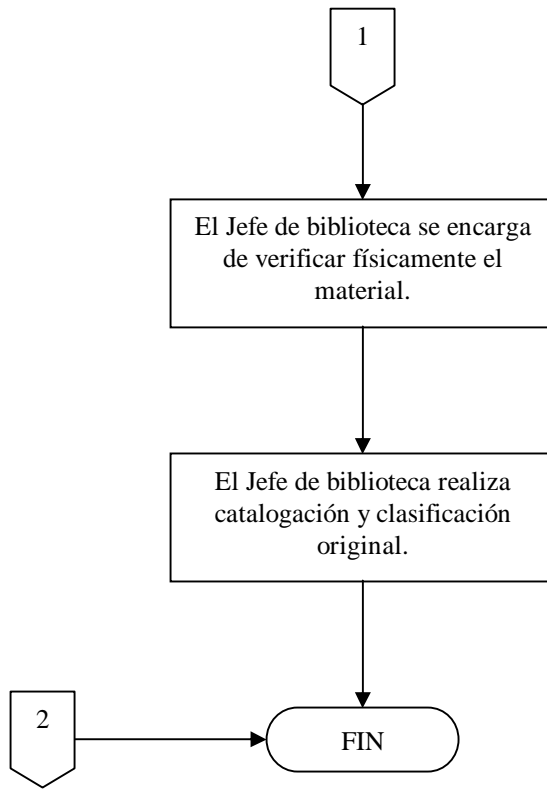 1
El Jefe de biblioteca se encarga
de verificar físicamente el
material.
El Jefe de biblioteca realiza
catalogación y clasificación
original.
2
FIN